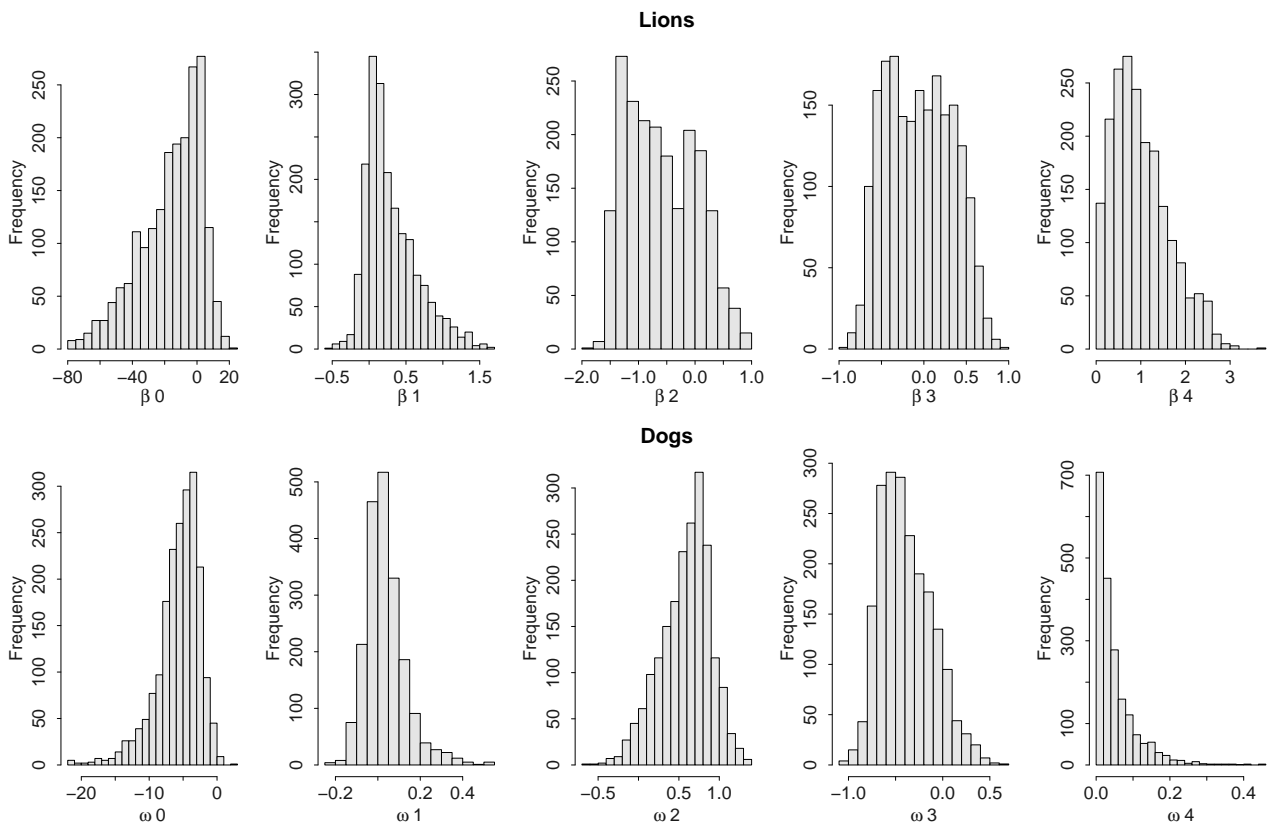 Lions
Frequency
0 50 100 150 200 250
−80 −40 0 20
β 0
Frequency
0 50 100 200 300
−0.5 0.5 1.5
β 1
Frequency
0 50 100 150 200 250
−2.0 −1.0 0.0 1.0
β 2
Frequency
0 50 100 150
−1.0 0.0 0.5 1.0
β 3
Frequency
0 50 100 150 200 250
0 1 2 3
β 4
Dogs
Frequency
0 50 100 150 200 250 300
−20 −10 0
ω 0
Frequency
0 100 200 300 400 500
−0.2 0.2 0.4
ω 1
Frequency
0 50 100 150 200 250 300
−0.5 0.5 1.0
ω 2
Frequency
0 50 100 150 200 250 300
−1.0 0.0 0.5
ω 3
Frequency
0 100 300 500 700
0.0 0.2 0.4
ω 4